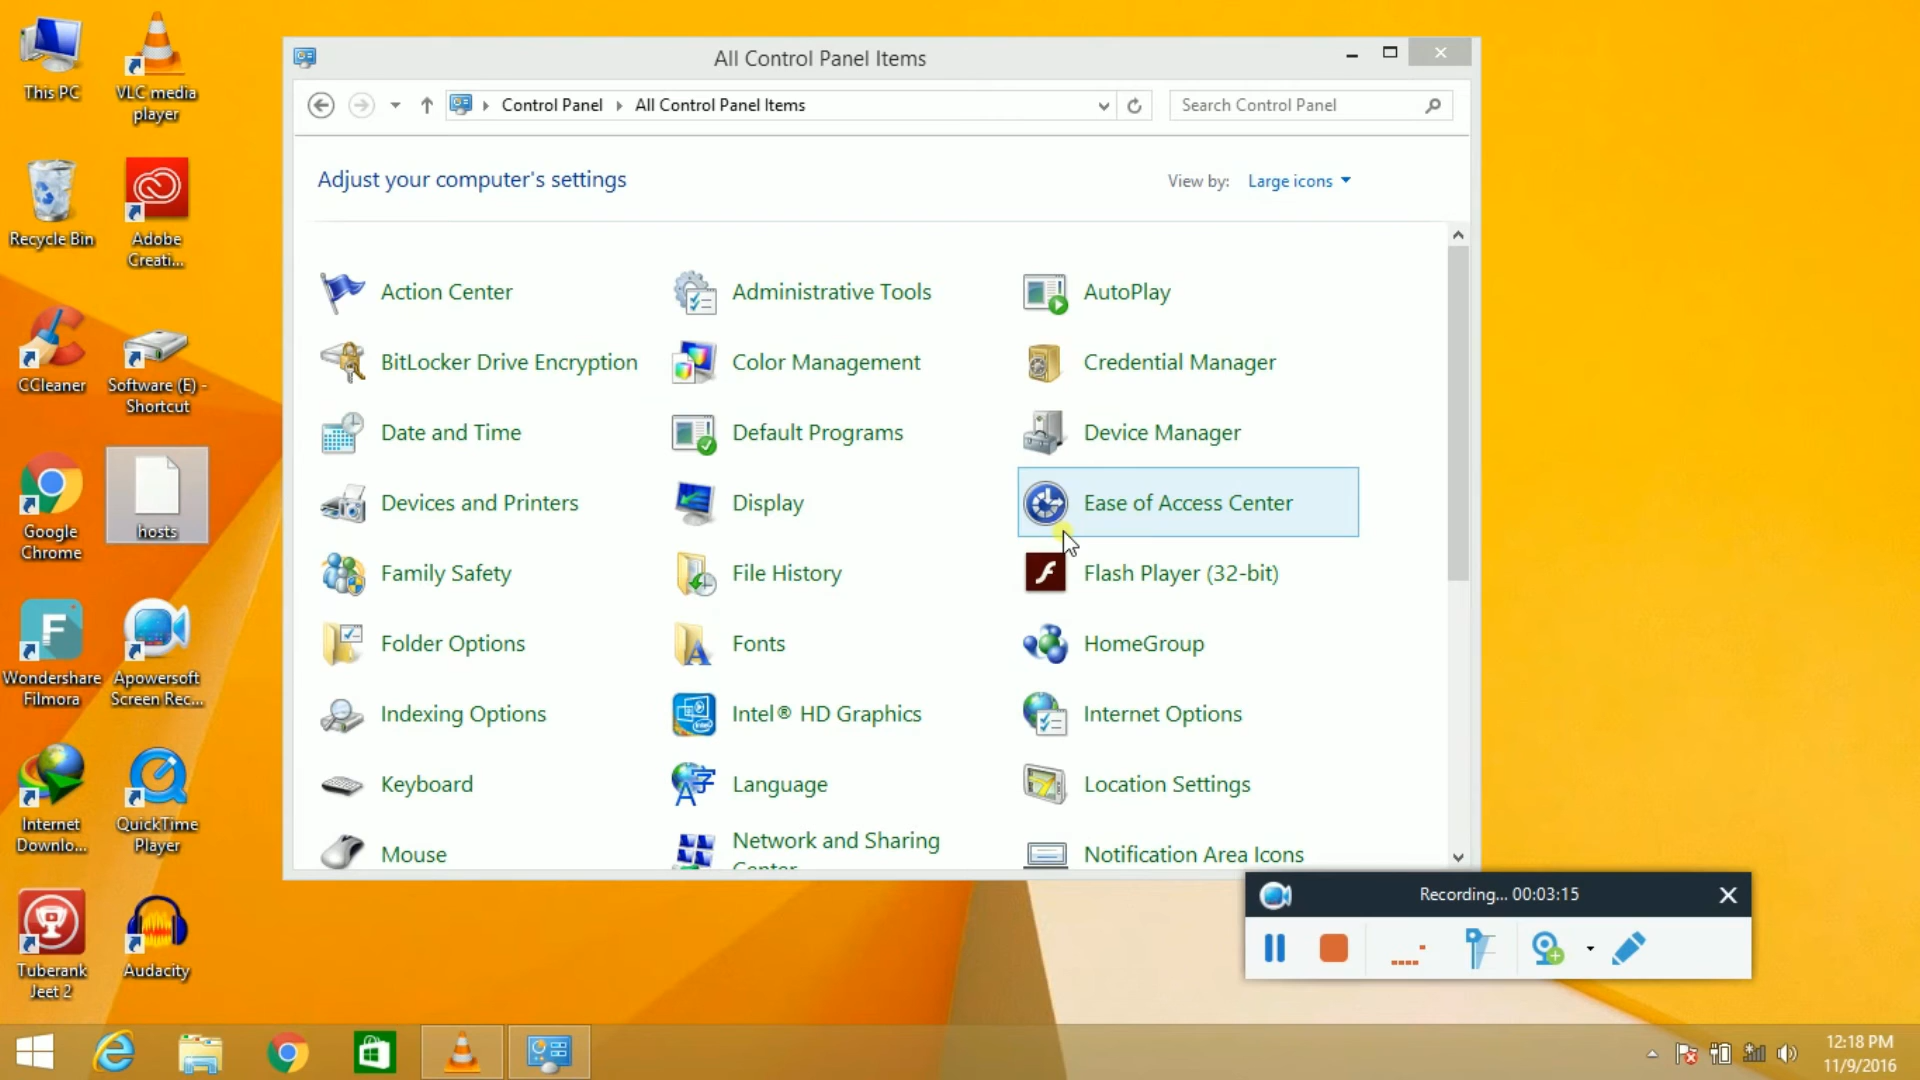 This PC
VLC media
player
Recycle Bin
Adobe
Creati...
CCleaner
Software (E) -
Shortcut
Google
Chrome
hosts
Wondershare
Filmora
Apowersoft
Screen Rec...
Internet
Downlo...
QuickTime
Player
Tuberank
Jeet 2
Audacity
All Control Panel Items
Control Panel
All Control Panel Items
Search Control Panel
Adjust your computer's settings
View by: Large icons
Action Center
Administrative Tools
AutoPlay
BitLocker Drive Encryption
Color Management
Credential Manager
Date and Time
Default Programs
Device Manager
Devices and Printers
Display
Ease of Access Center
Family Safety
File History
Flash Player (32-bit)
Folder Options
Fonts
HomeGroup
Indexing Options
Intel® HD Graphics
Internet Options
Keyboard
Language
Location Settings
Mouse
Network and Sharing
Center
Notification Area Icons
Recording... 00:03:15
12:18 PM
11/9/2016